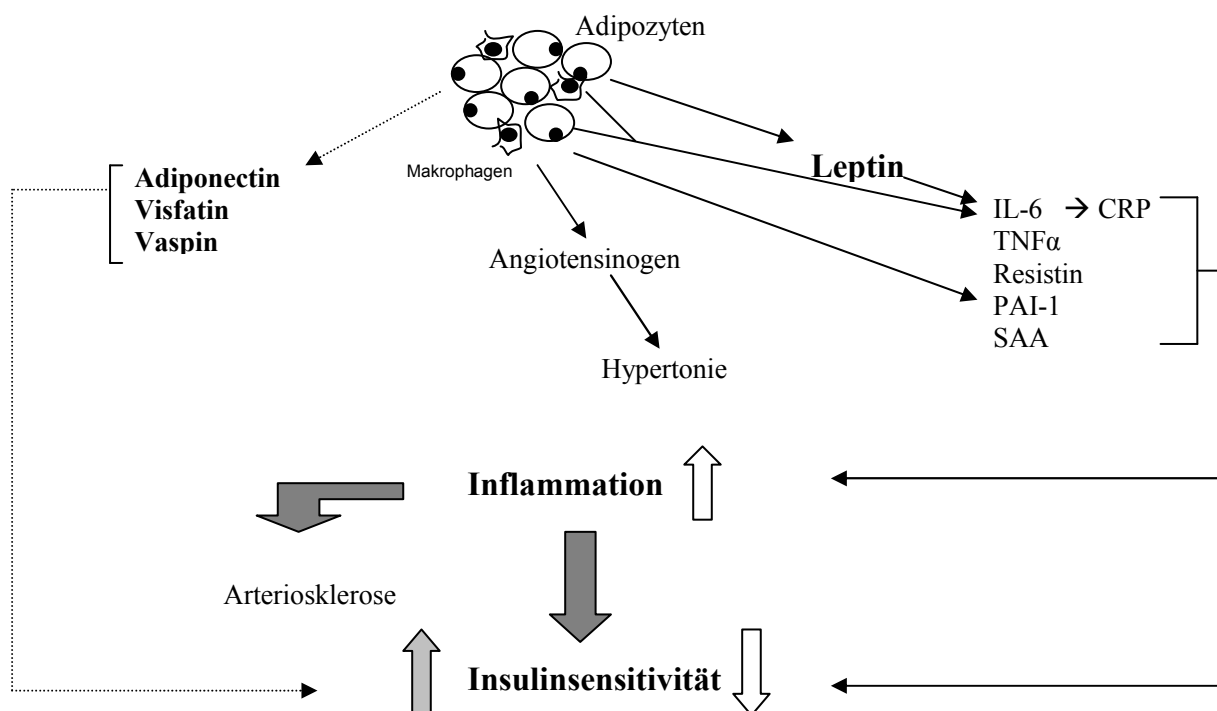 Adipozyten
Makrophagen
Adiponectin
Visfatin
Vaspin
Leptin
IL-6 → CRP
TNFα
Resistin
PAI-1
SAA
Angiotensinogen
Hypertonie
Inflammation
Arteriosklerose
Insulinsensitivität